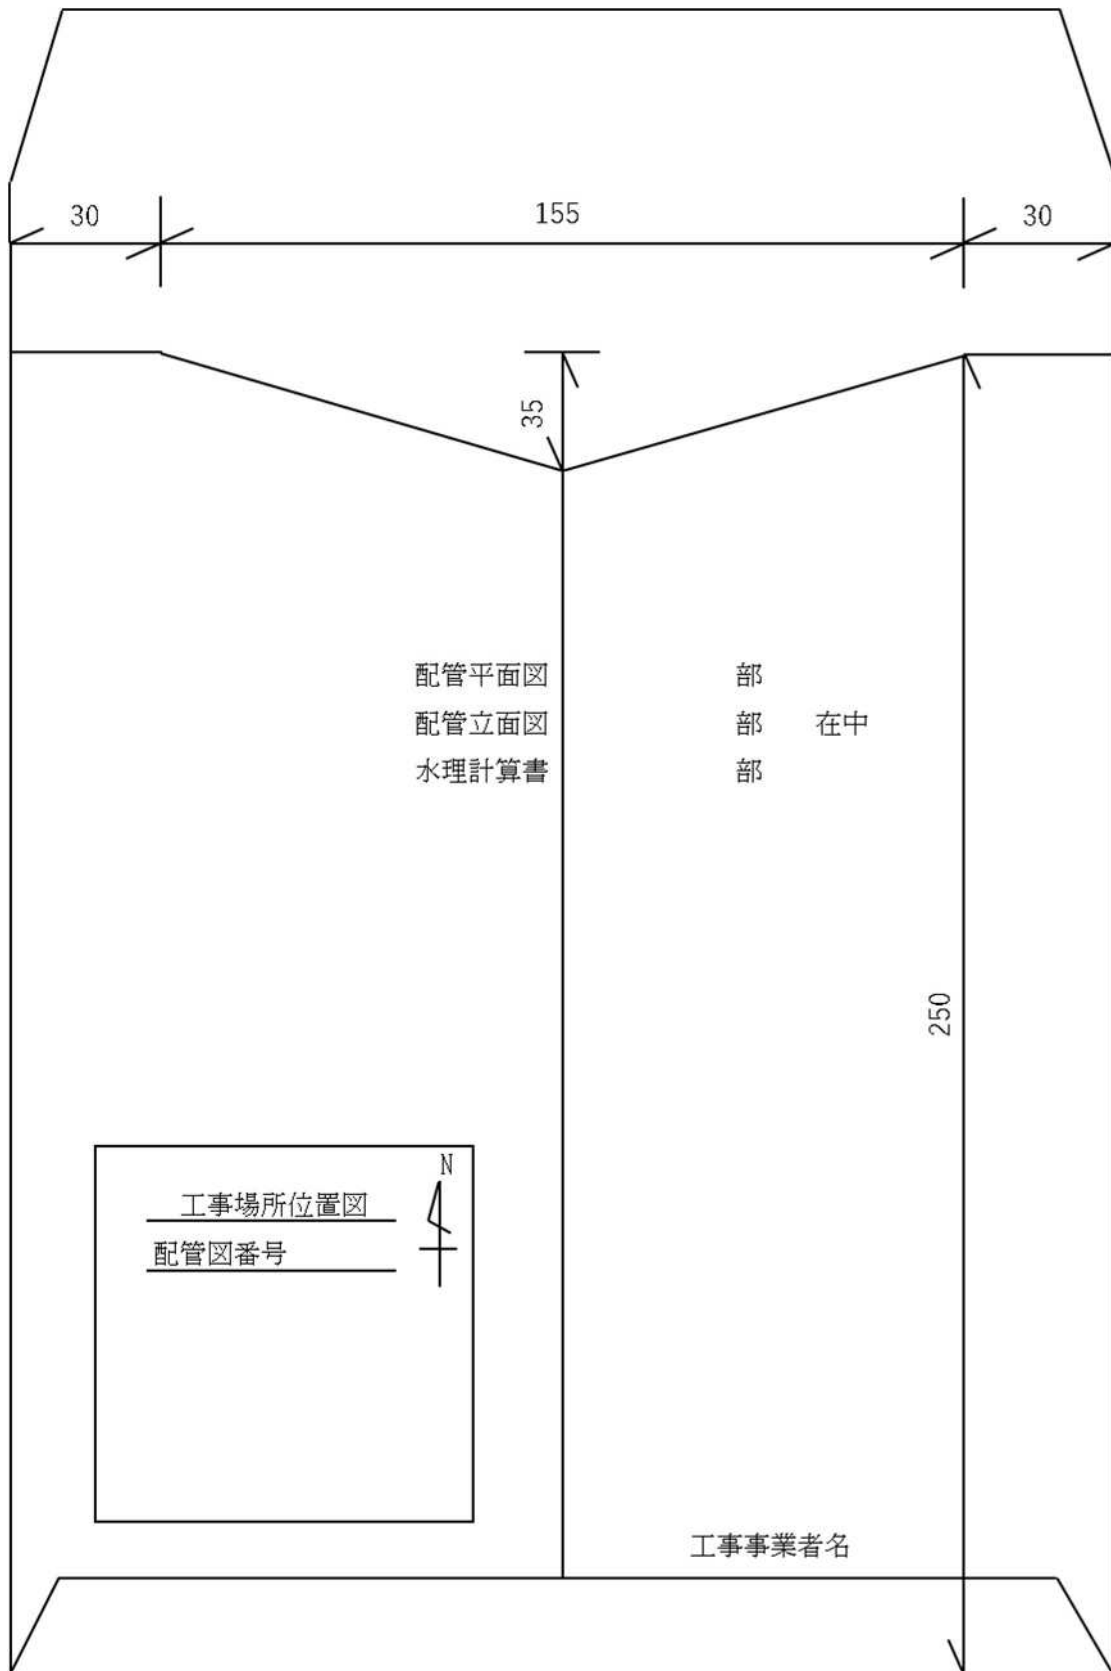 30 155 30
35
配管平面図 部
配管立面図 部 在中
水理計算書 部
250
N
工事場所位置図
配管図番号
工事事業者名